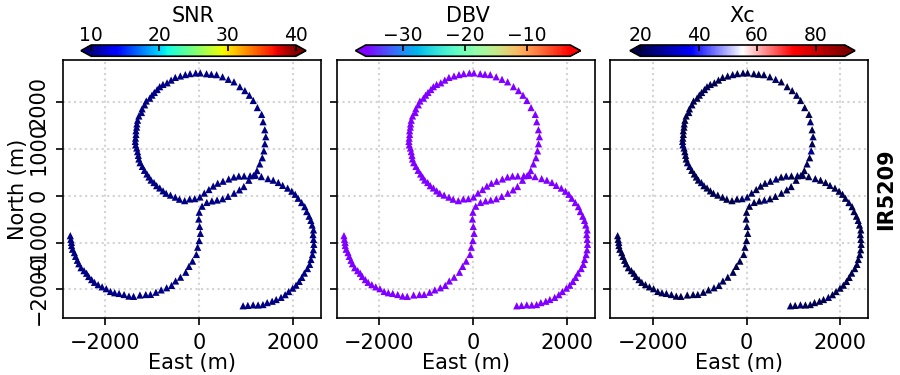 SNR DBV Xc
10 20 30 40 −30 −20 −10 20 40 60 80
North (m)
2000
1000
0
−1000
−2000
IR5209
−2000 0 2000 −2000 0 2000 −2000 0 2000
East (m) East (m) East (m)